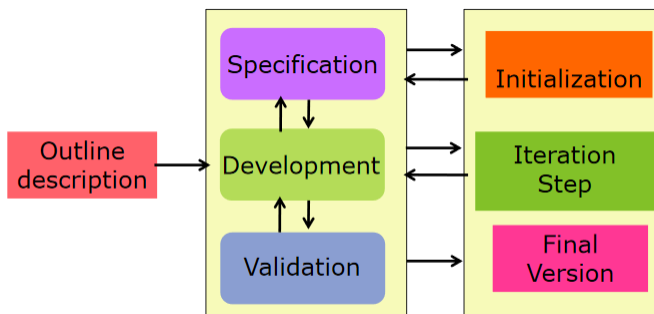 Outline
description
Specification
Development
Validation
Initialization
Iteration
Step
Final
Version